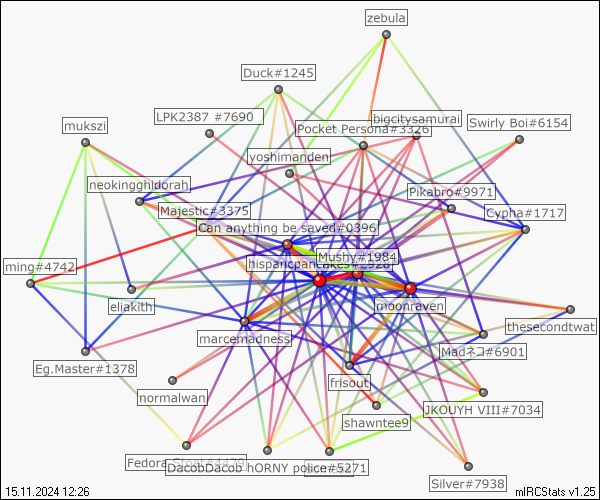 zebula
Duck#1245
LPK2387 #7690
bigcitysamurai
Swirly Boi#6154
mukszi
Pocket Persona#3326
yoshimanden
neokingghidorah
Pikabro#9971
Majestic#3375
Cypha#1717
Can anything be saved#0396
Mushy#1984
hispanicpancakes#2928
ming#4742
eliakith
moonraven
thesecondtwat
marcemadness
Madネコ#6901
Eg.Master#1378
frisout
normalwan
JKOUYH VIII#7034
shawntee9
Fedora Stoat#4479
DacobDacob
hORNY police#5271
Silver#7938
15.11.2024 12:26
mIRCStats v1.25